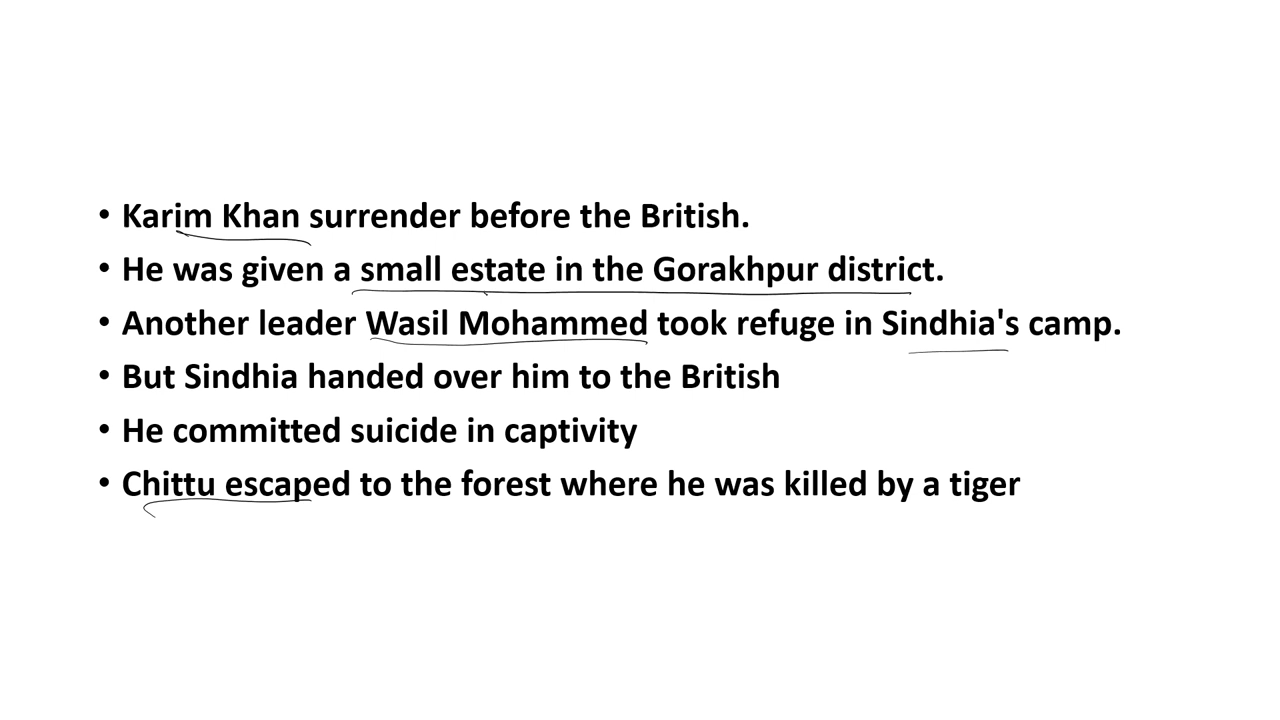 • Karim Khan surrender before the British.
• He was given a small estate in the Gorakhpur district.
• Another leader Wasil Mohammed took refuge in Sindhia's camp.
• But Sindhia handed over him to the British
• He committed suicide in captivity
• Chittu escaped to the forest where he was killed by a tiger